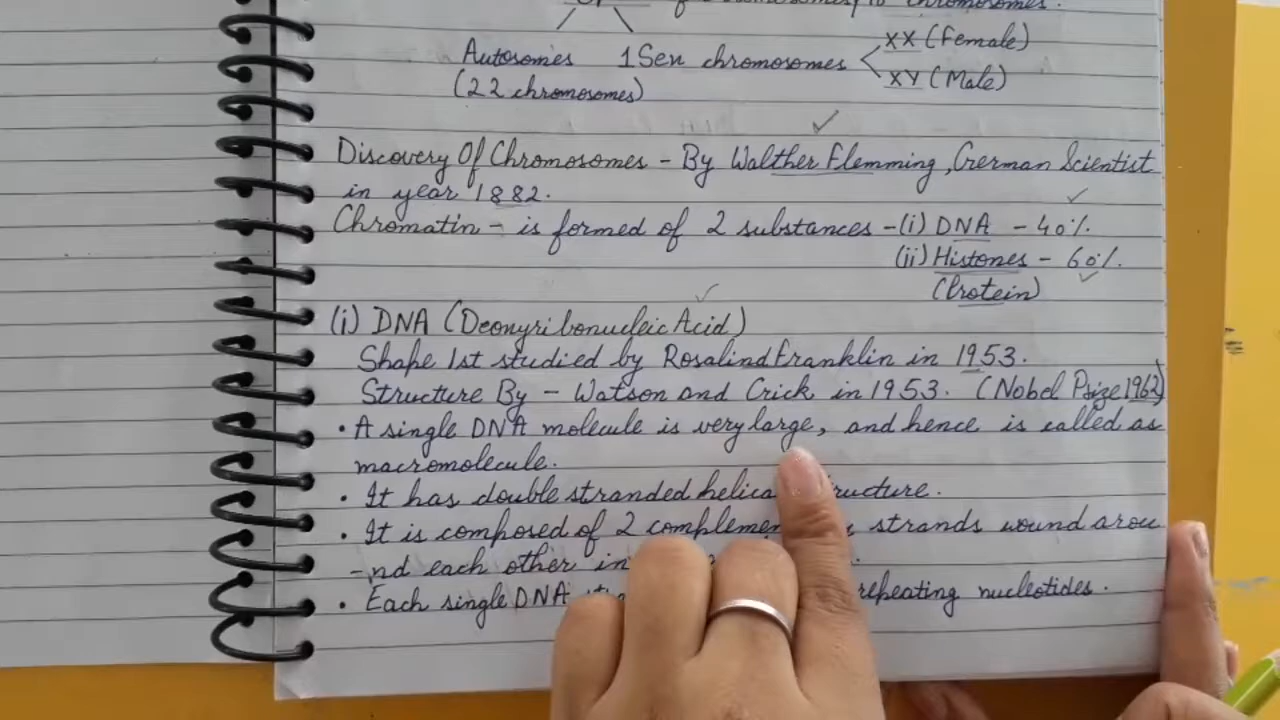 of chromosomes, 10 chromosomes.
Autosomes 1 Sex chromosomes XX (Female)
(22 chromosomes) XY (Male)
Discovery Of Chromosomes - By Walther Flemming, German Scientist
in year 1882.
Chromatin - is formed of 2 substances - (i) DNA - 40%.
(ii) Histones - 60%.
(Protein)
(i) DNA (Deoxyribonucleic Acid)
Shape 1st studied by Rosalind Franklin in 1953.
Structure By - Watson and Crick in 1953. (Nobel Prize 1962)
• A single DNA molecule is very large, and hence is called as
macromolecule.
• It has double stranded helical structure.
• It is composed of 2 strands wound arou
-nd each other in
• Each single DNA repeating nucleotides.